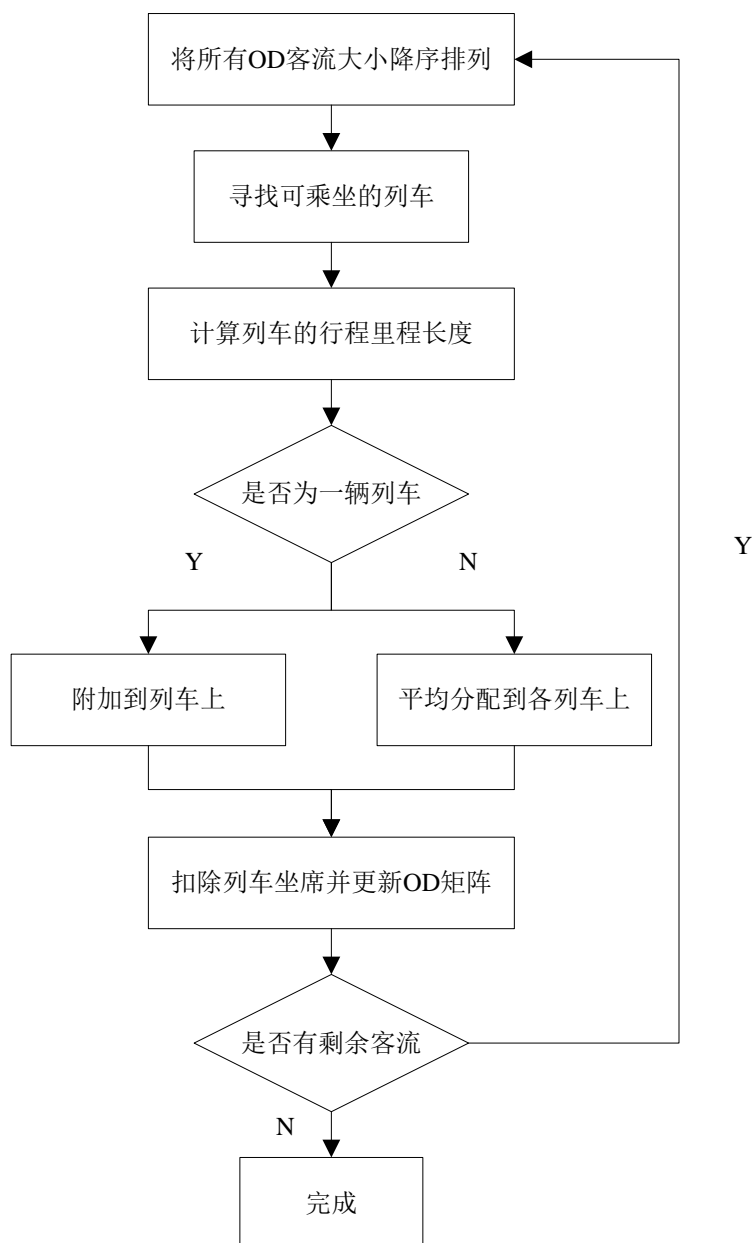 将所有OD客流大小降序排列
寻找可乘坐的列车
计算列车的行程里程长度
是否为一辆列车
Y
N
Y
附加到列车上
平均分配到各列车上
扣除列车坐席并更新OD矩阵
是否有剩余客流
N
完成